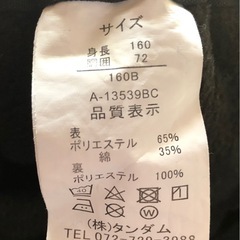 サイズ
身長 160
胸囲 72
160B
A-13539BC
品質表示
表
ポリエステル 65%
綿 35%
裏
ポリエステル 100%
(株)タンダム